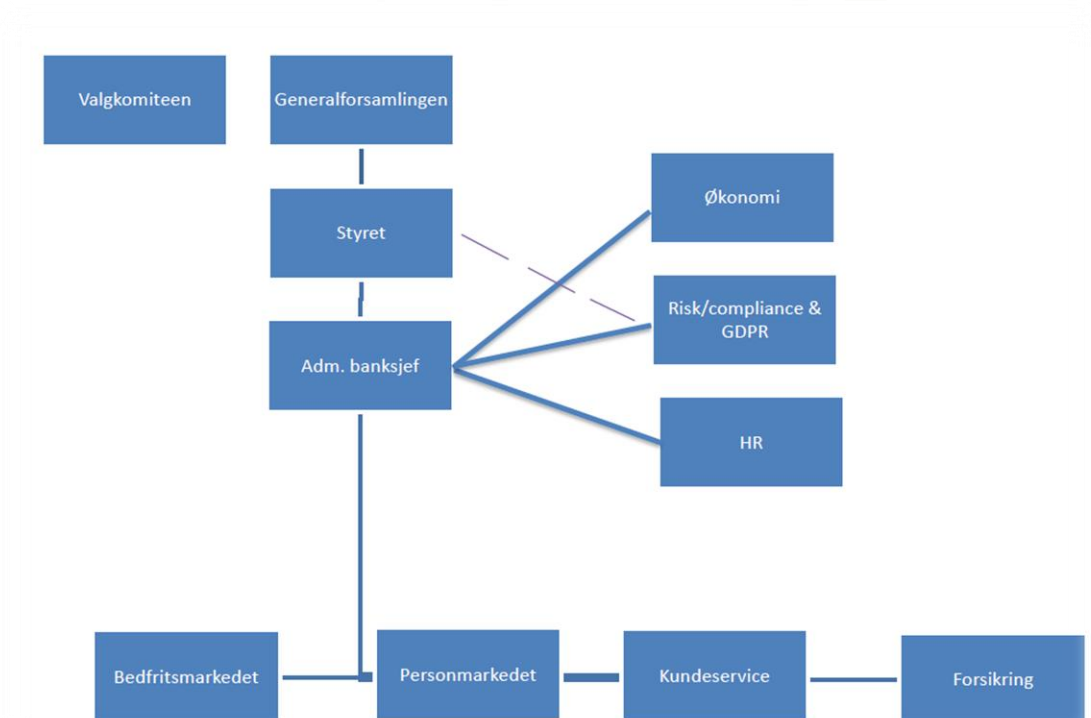 Valgkomiteen
Generalforsamlingen
Økonomi
Styret
Risk/compliance &
GDPR
Adm. banksjef
HR
Bedfritsmarkedet
Personmarkedet
Kundeservice
Forsikring